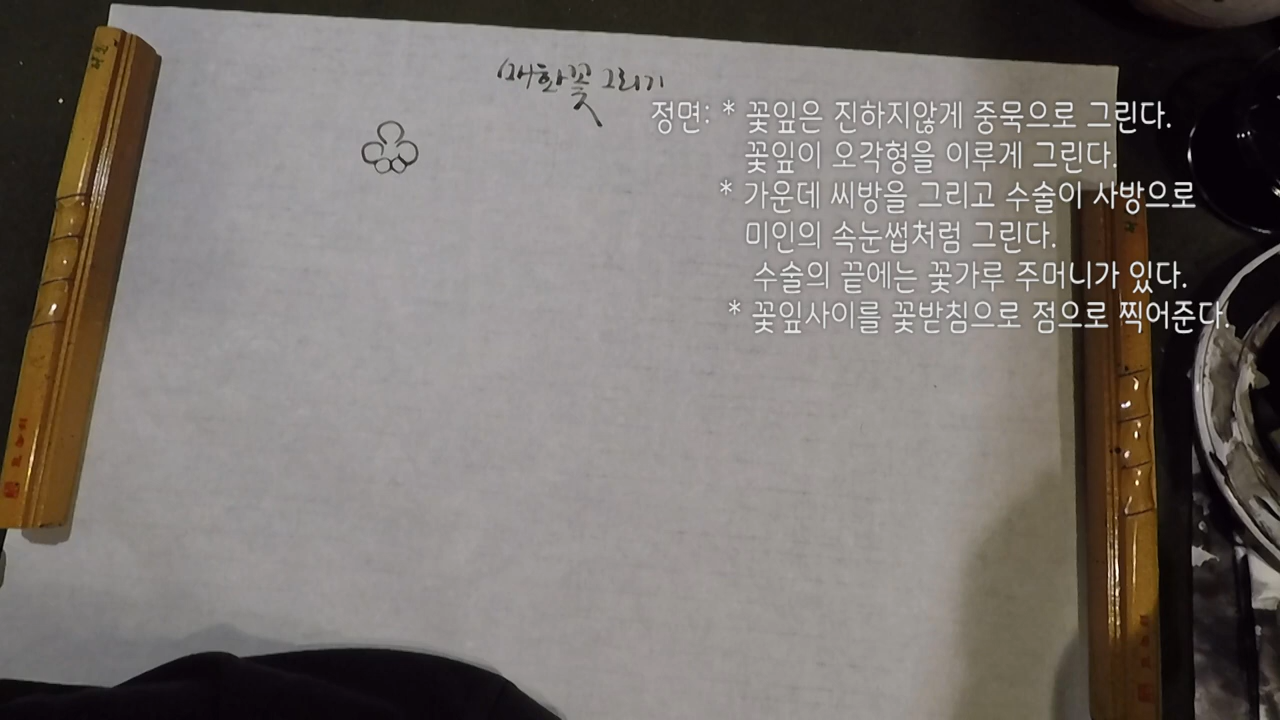 매화꽃 그리기
정면: * 꽃잎은 진하지않게 중묵으로 그린다.
꽃잎이 오각형을 이루게 그린다.
* 가운데 씨방을 그리고 수술이 사방으로
미인의 속눈썹처럼 그린다.
수술의 끝에는 꽃가루 주머니가 있다.
* 꽃잎사이를 꽃받침으로 점으로 찍어준다.